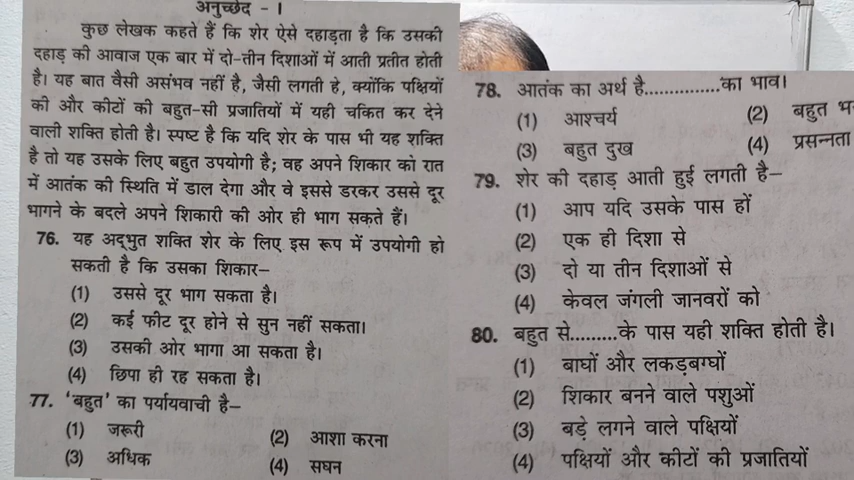 अनुच्छेद - I
कुछ लेखक कहते हैं कि शेर ऐसे दहाड़ता है कि उसकी
दहाड़ की आवाज एक बार में दो-तीन दिशाओं में आती प्रतीत होती
है। यह बात वैसी असंभव नहीं है, जैसी लगती हे, क्योंकि पक्षियों
की और कीटों की बहुत-सी प्रजातियों में यही चकित कर देने
वाली शक्ति होती है। स्पष्ट है कि यदि शेर के पास भी यह शक्ति
है तो यह उसके लिए बहुत उपयोगी है; वह अपने शिकार को रात
में आतंक की स्थिति में डाल देगा और वे इससे डरकर उससे दूर
भागने के बदले अपने शिकारी की ओर ही भाग सकते हैं।
76. यह अद्भुत शक्ति शेर के लिए इस रूप में उपयोगी हो
सकती है कि उसका शिकार–
(1) उससे दूर भाग सकता है।
(2) कई फीट दूर होने से सुन नहीं सकता।
(3) उसकी ओर भागा आ सकता है।
(4) छिपा ही रह सकता है।
77. 'बहुत' का पर्यायवाची है–
(1) जरूरी (2) आशा करना
(3) अधिक (4) सघन
78. आतंक का अर्थ है...............का भाव।
(1) आश्चर्य (2) बहुत
(3) बहुत दुख (4) प्रसन्नता
79. शेर की दहाड़ आती हुई लगती है–
(1) आप यदि उसके पास हों
(2) एक ही दिशा से
(3) दो या तीन दिशाओं से
(4) केवल जंगली जानवरों को
80. बहुत से.........के पास यही शक्ति होती है।
(1) बाघों और लकड़बग्घों
(2) शिकार बनने वाले पशुओं
(3) बड़े लगने वाले पक्षियों
(4) पक्षियों और कीटों की प्रजातियों